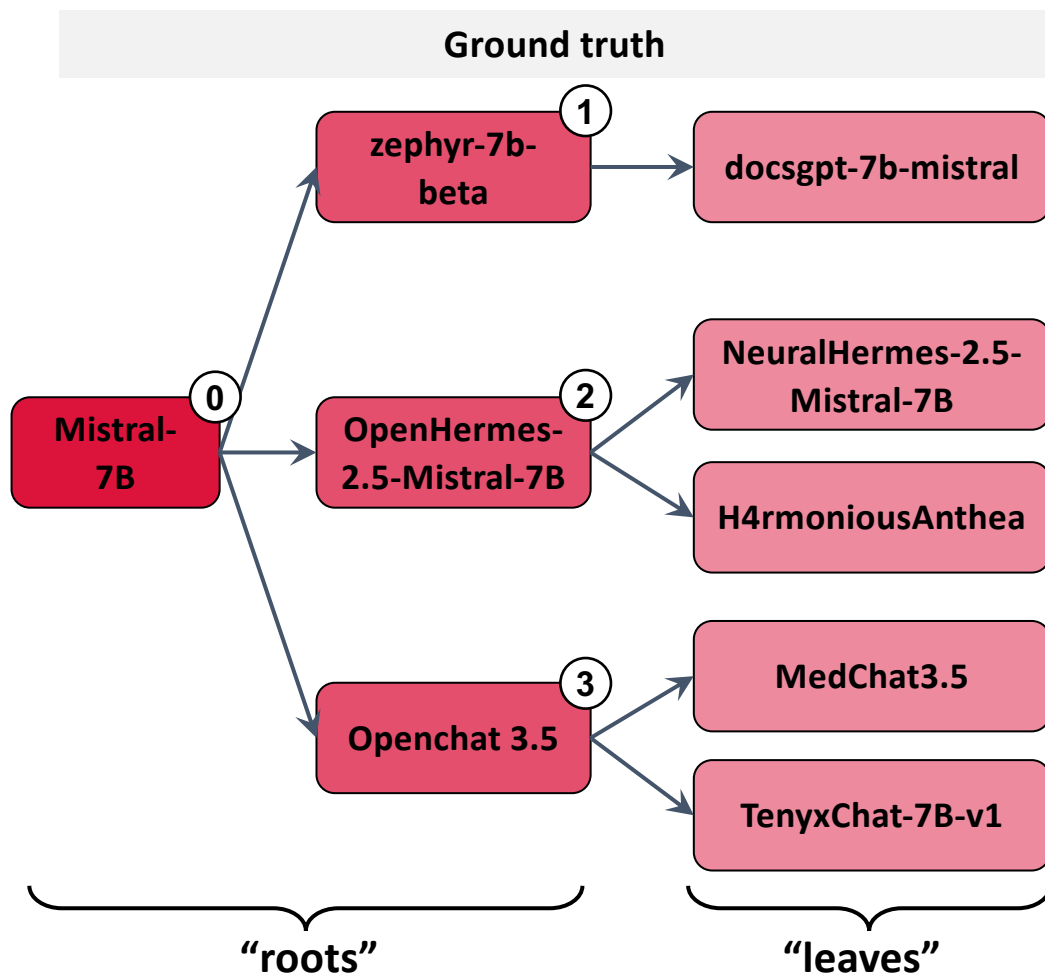 Ground truth
1
zephyr-7b-
beta
docsgpt-7b-mistral
0
Mistral-
7B
2
OpenHermes-
2.5-Mistral-7B
NeuralHermes-2.5-
Mistral-7B
H4rmoniousAnthea
3
Openchat 3.5
MedChat3.5
TenyxChat-7B-v1
“roots”
“leaves”